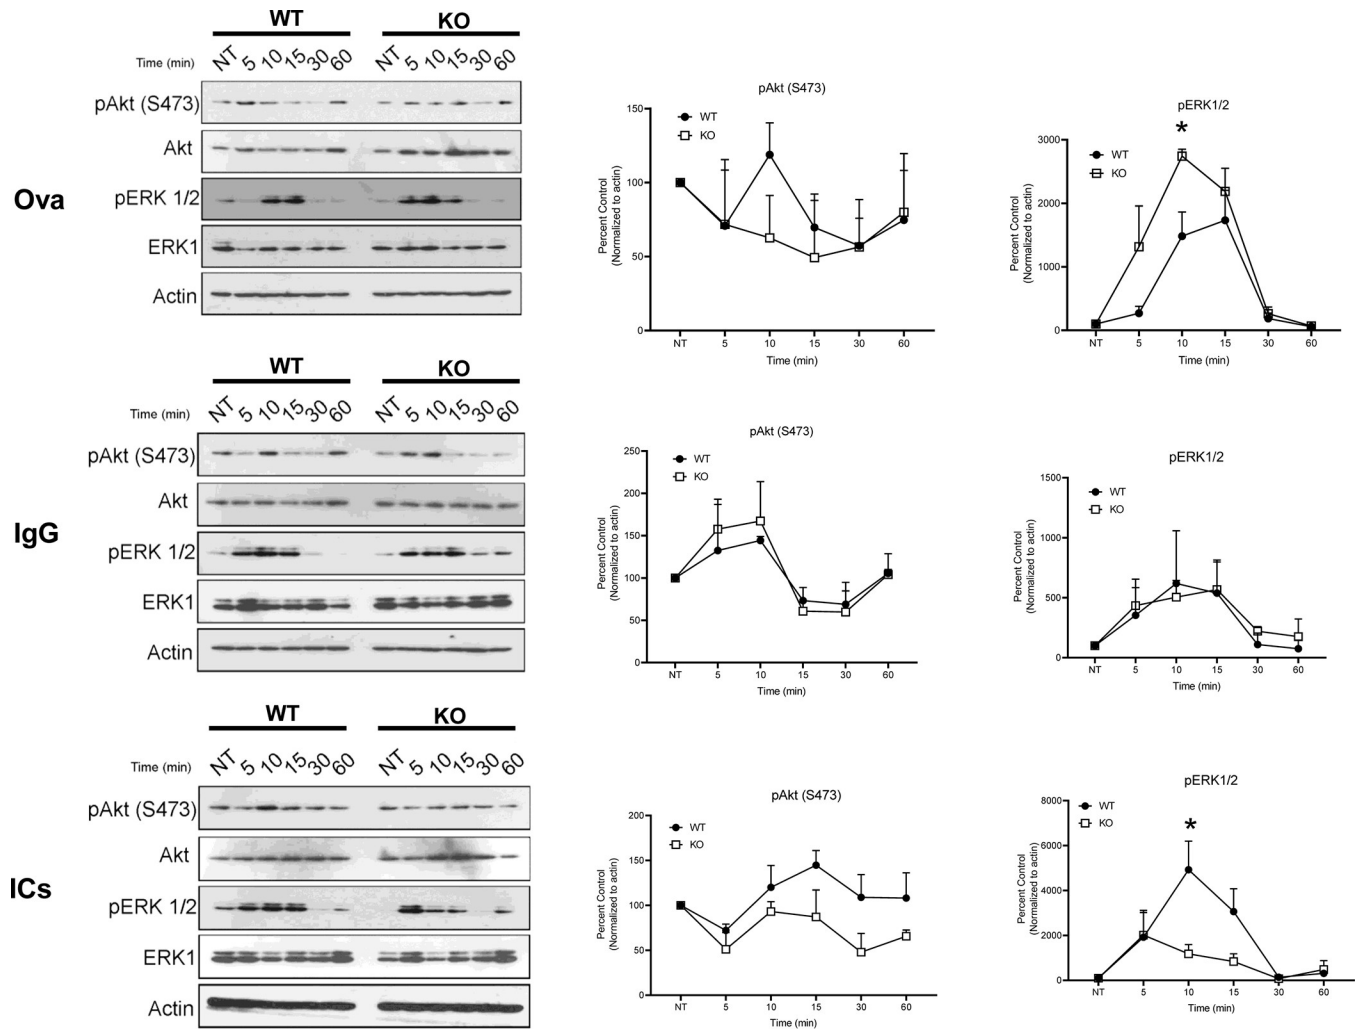 WT KO
Time (min) NT 5 10 15 30 60 NT 5 10 15 30 60
Ova
pAkt (S473)
Akt
pERK 1/2
ERK1
Actin
pAkt (S473)
WT
KO
Percent Control
(Normalized to actin)
150
100
50
0
NT 5 10 15 30 60
Time (min)
pERK1/2
*
WT
KO
Percent Control
(Normalized to actin)
3000
2000
1000
0
NT 5 10 15 30 60
Time (min)
WT KO
Time (min) NT 5 10 15 30 60 NT 5 10 15 30 60
IgG
pAkt (S473)
Akt
pERK 1/2
ERK1
Actin
pAkt (S473)
WT
KO
Percent Control
(Normalized to actin)
250
200
150
100
50
0
NT 5 10 15 30 60
Time (min)
pERK1/2
WT
KO
Percent Control
(Normalized to actin)
1500
1000
500
0
NT 5 10 15 30 60
Time (min)
WT KO
Time (min) NT 5 10 15 30 60 NT 5 10 15 30 60
ICs
pAkt (S473)
Akt
pERK 1/2
ERK1
Actin
pAkt (S473)
WT
KO
Percent Control
(Normalized to actin)
200
150
100
50
0
NT 5 10 15 30 60
Time (min)
pERK1/2
*
WT
KO
Percent Control
(Normalized to actin)
8000
6000
4000
2000
0
NT 5 10 15 30 60
Time (min)